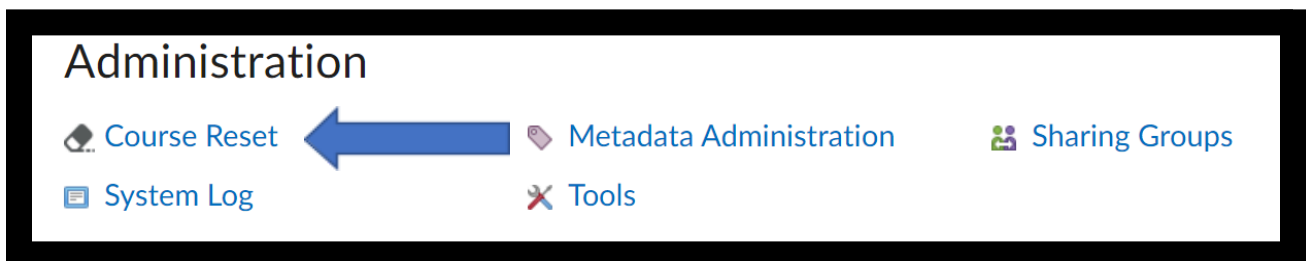 Administration
Course Reset Metadata Administration Sharing Groups
System Log Tools